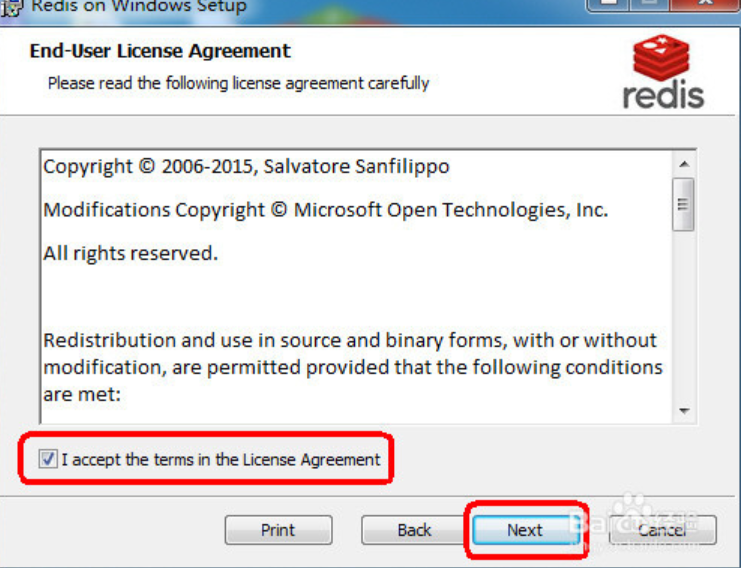 Redis on Windows Setup
End-User License Agreement
Please read the following license agreement carefully
redis
Copyright © 2006-2015, Salvatore Sanfilippo
Modifications Copyright © Microsoft Open Technologies, Inc.
All rights reserved.
Redistribution and use in source and binary forms, with or without
modification, are permitted provided that the following conditions
are met:
I accept the terms in the License Agreement
Print
Back
Next
Cancel